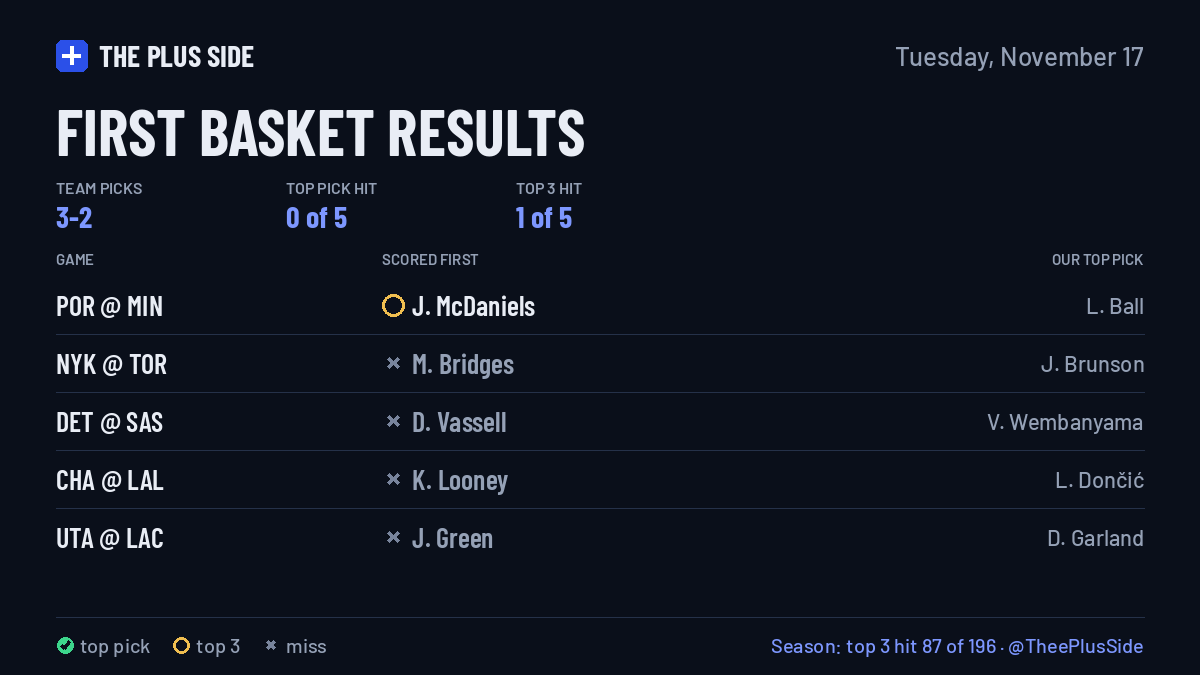 THE PLUS SIDE
Tuesday, November 17
FIRST BASKET RESULTS
TEAM PICKS TOP PICK HIT TOP 3 HIT
3-2 0 of 5 1 of 5
GAME SCORED FIRST OUR TOP PICK
POR @ MIN J. McDaniels L. Ball
NYK @ TOR M. Bridges J. Brunson
DET @ SAS D. Vassell V. Wembanyama
CHA @ LAL K. Looney L. Dončić
UTA @ LAC J. Green D. Garland
top pick top 3 miss
Season: top 3 hit 87 of 196 · @TheePlusSide